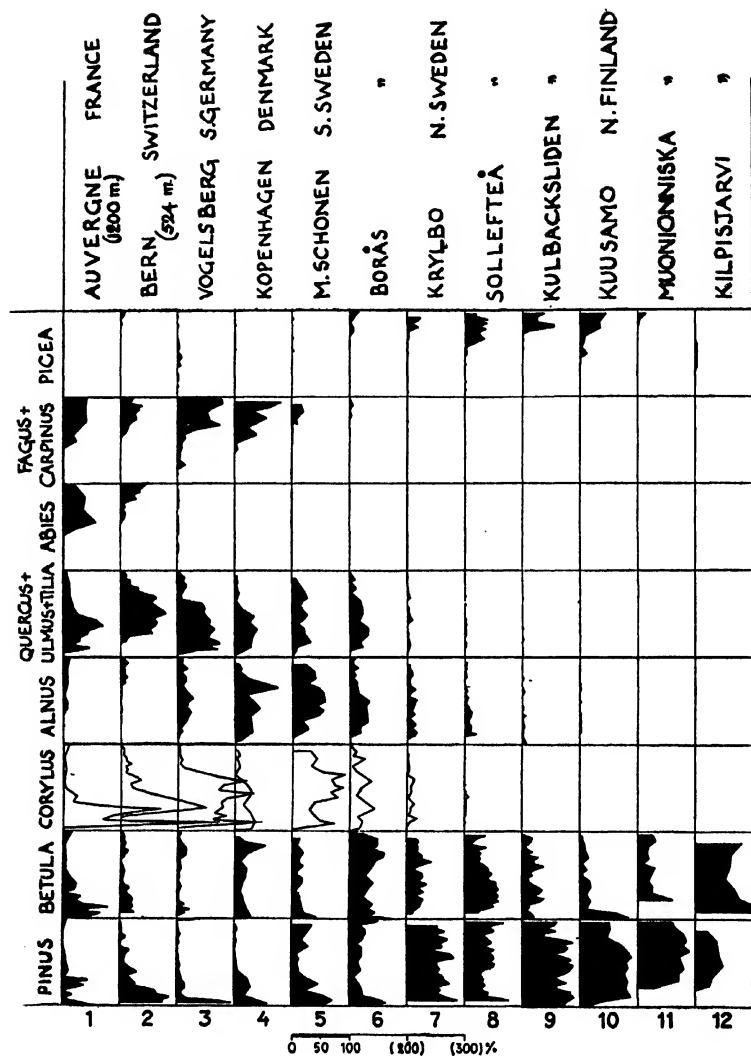 AUVERGNE FRANCE
(1200 m.)
BERN SWITZERLAND
(524 m.)
VOGELSBERG S.GERMANY
KOPENHAGEN DENMARK
M.SCHONEN S.SWEDEN
BORÅS "
KRYLBO N.SWEDEN
SOLLEFTEÅ "
KULBACKSLIDEN "
KUUSAMO N.FINLAND
MUONIONNISKA "
KILPISJARVI "
PICEA
FAGUS+
CARPINUS
ABIES
QUERCUS+
ULMUS+TILIA
ALNUS
CORYLUS
BETULA
PINUS
1 2 3 4 5 6 7 8 9 10 11 12
0 50 100 (200) (300)%